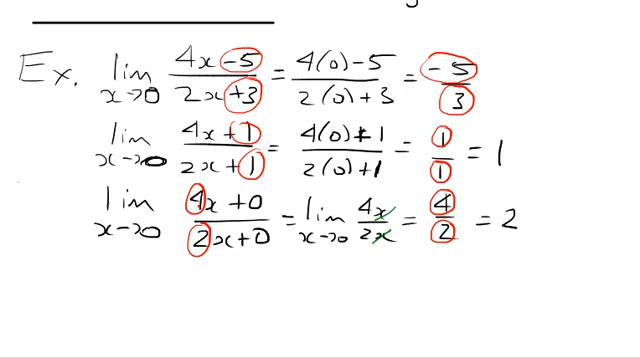 Ex. lim x→0 (4x-5)/(2x+3) = (4(0)-5)/(2(0)+3) = -5/3
lim x→0 (4x+1)/(2x+1) = (4(0)+1)/(2(0)+1) = 1/1 = 1
lim x→0 (4x+0)/(2x+0) = lim x→0 4x/2x = 4/2 = 2